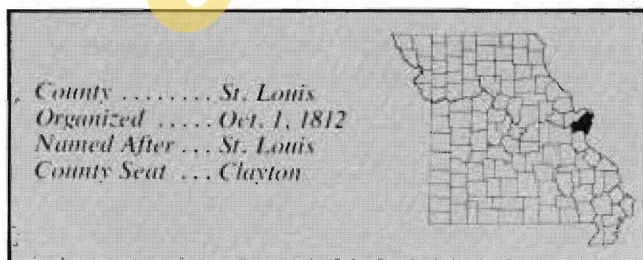 County ........ St. Louis
Organized ..... Oct. 1, 1812
Named After ... St. Louis
County Seat ... Clayton